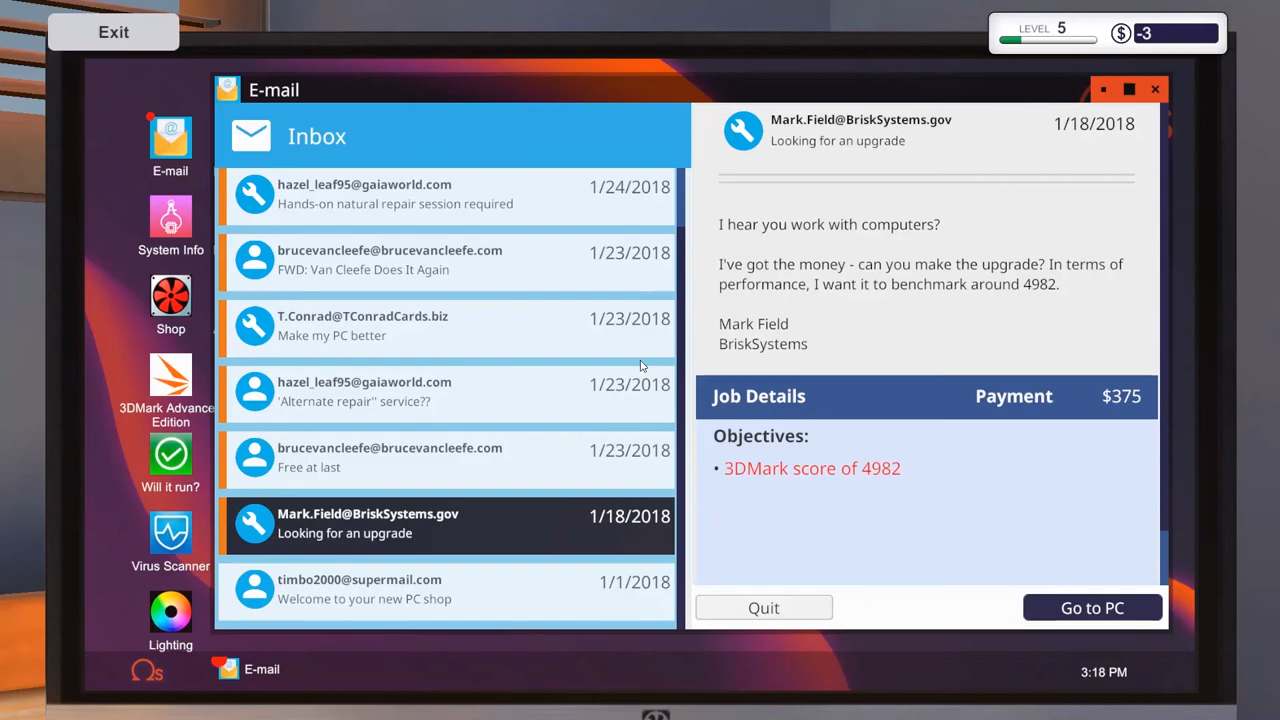 Exit
LEVEL 5
$ -3
E-mail
Inbox
hazel_leaf95@gaiaworld.com 1/24/2018
Hands-on natural repair session required
brucevancleefe@brucevancleefe.com 1/23/2018
FWD: Van Cleefe Does It Again
T.Conrad@TConradCards.biz 1/23/2018
Make my PC better
hazel_leaf95@gaiaworld.com 1/23/2018
'Alternate repair" service??
brucevancleefe@brucevancleefe.com 1/23/2018
Free at last
Mark.Field@BriskSystems.gov 1/18/2018
Looking for an upgrade
timbo2000@supermail.com 1/1/2018
Welcome to your new PC shop
Mark.Field@BriskSystems.gov 1/18/2018
Looking for an upgrade
I hear you work with computers?
I've got the money - can you make the upgrade? In terms of
performance, I want it to benchmark around 4982.
Mark Field
BriskSystems
Job Details Payment $375
Objectives:
• 3DMark score of 4982
Quit Go to PC
E-mail
System Info
Shop
3DMark Advance
Edition
Will it run?
Virus Scanner
Lighting
Ωs E-mail 3:18 PM